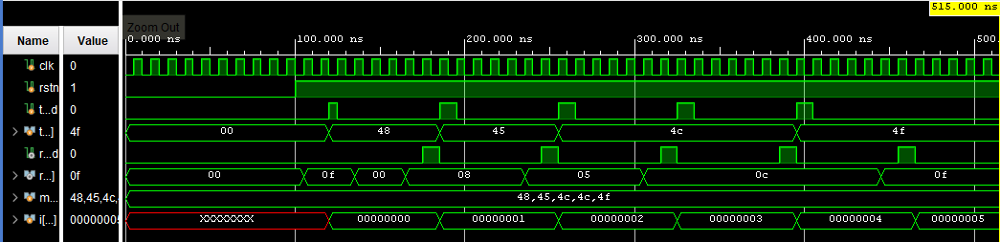 515.000 ns
Zoom Out
Name Value 0.000 ns 100.000 ns 200.000 ns 300.000 ns 400.000 ns 500.
clk 0
rstn 1
t...d 0
t...] 4f 00 48 45 4c 4f
r...d 0
r...] 0f 00 0f 00 08 05 0c 0f
m... 48,45,4c, 48,45,4c,4c,4f
i[...] 00000005 XXXXXXXX 00000000 00000001 00000002 00000003 00000004 00000005